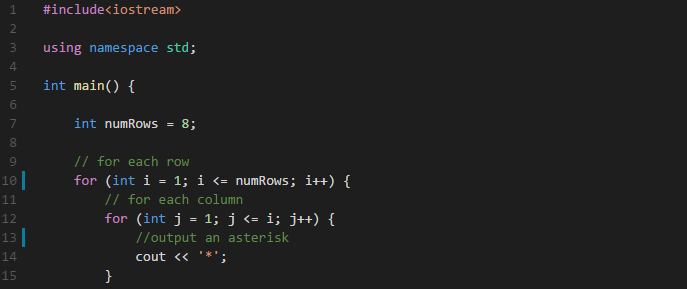 1 #include<iostream>
2
3 using namespace std;
4
5 int main() {
6
7     int numRows = 8;
8
9     // for each row
10     for (int i = 1; i <= numRows; i++) {
11         // for each column
12         for (int j = 1; j <= i; j++) {
13             //output an asterisk
14             cout << '*';
15         }